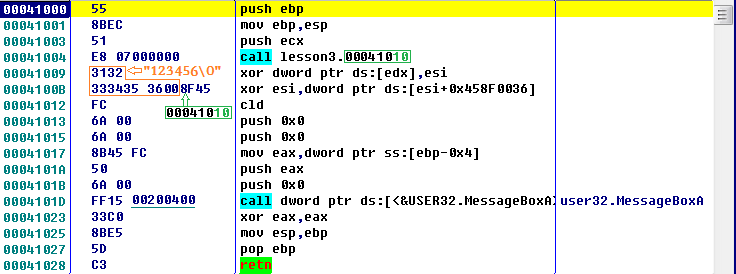 00041000 55 push ebp
00041001 8BEC mov ebp,esp
00041003 51 push ecx
00041004 E8 07000000 call lesson3.00041010
00041009 3132 ⇦"123456\0" xor dword ptr ds:[edx],esi
0004100B 333435 36008F45 xor esi,dword ptr ds:[esi+0x458F0036]
00041012 FC 00041010 cld
00041013 6A 00 push 0x0
00041015 6A 00 push 0x0
00041017 8B45 FC mov eax,dword ptr ss:[ebp-0x4]
0004101A 50 push eax
0004101B 6A 00 push 0x0
0004101D FF15 00200400 call dword ptr ds:[<&USER32.MessageBoxA> user32.MessageBoxA
00041023 33C0 xor eax,eax
00041025 8BE5 mov esp,ebp
00041027 5D pop ebp
00041028 C3 retn